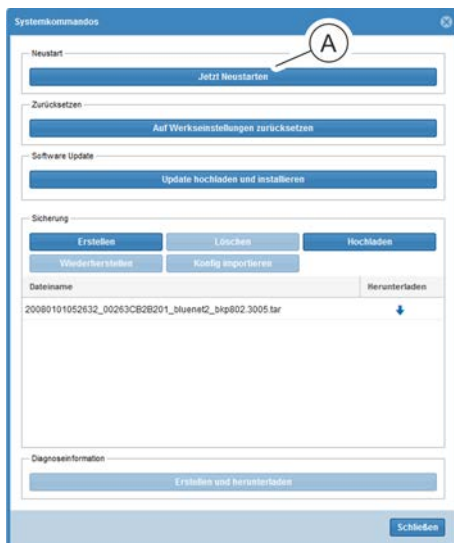 Systemkommandos
A
Neustart
Jetzt Neustarten
Zurücksetzen
Auf Werkseinstellungen zurücksetzen
Software Update
Update hochladen und installieren
Sicherung
Erstellen Löschen Hochladen
Wiederherstellen Konfig importieren
Dateiname Herunterladen
20080101052632_00263CB2B201_bluenet2_bkp802.3005.tar
Diagnoseinformation
Erstellen und herunterladen
Schließen